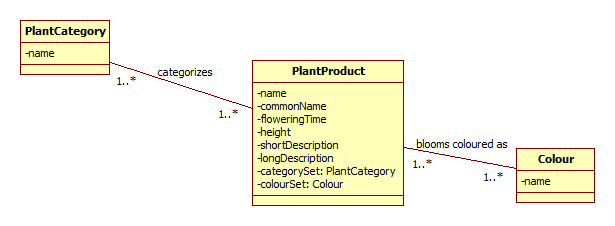 PlantCategory
-name
categorizes
1..*
1..*
PlantProduct
-name
-commonName
-floweringTime
-height
-shortDescription
-longDescription
-categorySet: PlantCategory
-colourSet: Colour
blooms coloured as
1..*
1..*
Colour
-name